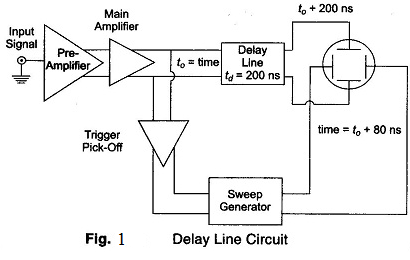 Input
Signal
Pre-
Amplifier
Main
Amplifier
to = time
Delay
Line
td = 200 ns
to + 200 ns
time = to + 80 ns
Trigger
Pick-Off
Sweep
Generator
Fig. 1 Delay Line Circuit